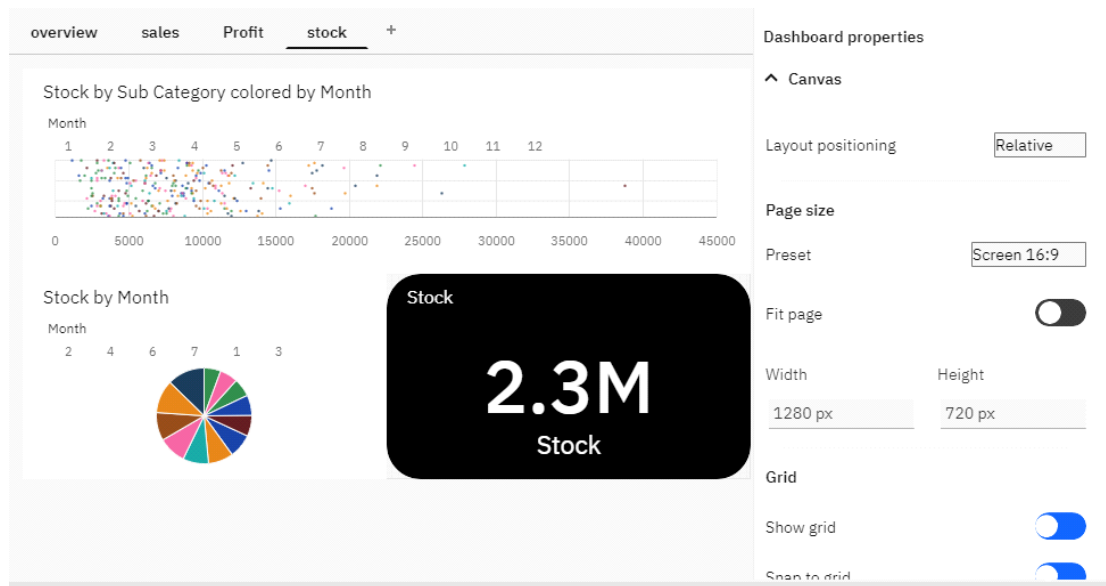 overview sales Profit stock +
Stock by Sub Category colored by Month
Month
1 2 3 4 5 6 7 8 9 10 11 12
0 5000 10000 15000 20000 25000 30000 35000 40000 45000
Stock by Month
Month
2 4 6 7 1 3
Stock
2.3M
Stock
Dashboard properties
Canvas
Layout positioning Relative
Page size
Preset Screen 16:9
Fit page
Width Height
1280 px 720 px
Grid
Show grid
Snap to grid